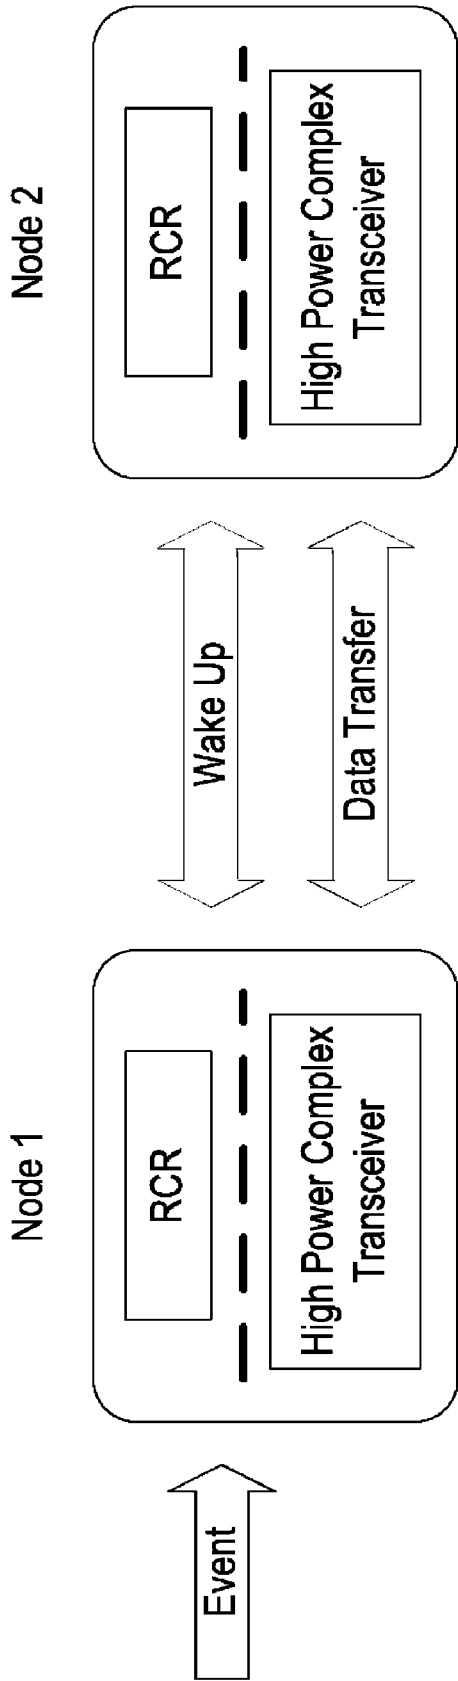 Node 1
Node 2
Event
RCR
High Power Complex
Transceiver
Wake Up
Data Transfer
RCR
High Power Complex
Transceiver